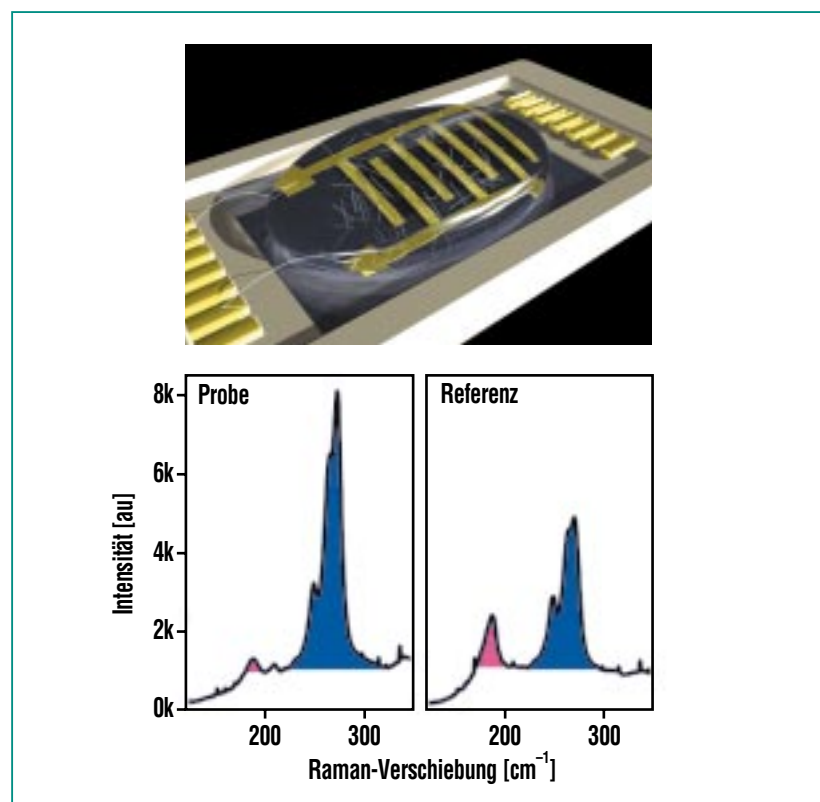 Probe
Referenz
8k
6k
4k
2k
0k
Intensität [au]
200
300
200
300
Raman-Verschiebung [cm⁻¹]